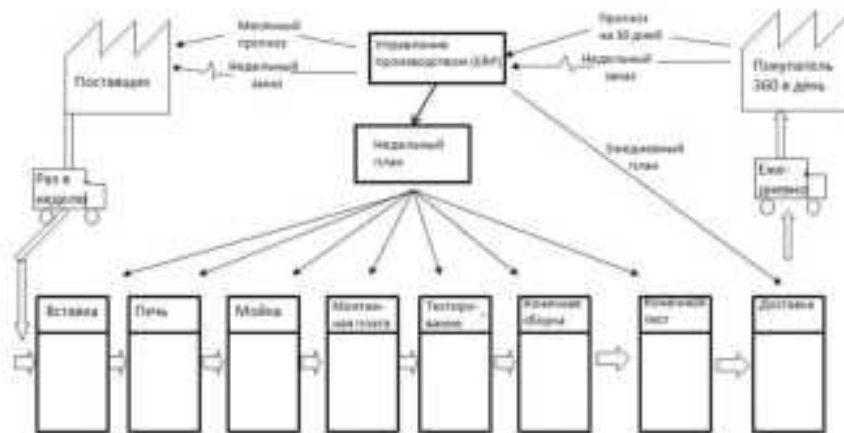 Месячный
прогноз
Управление
производством (ERP)
Прогноз
на 30 дней
Поставщик
Недельный
заказ
Недельный
заказ
Покупатель
360 в день
Недельный
план
Ежедневный
план
Раз в
неделю
Еже-
дневно
Вставка
Печь
Мойка
Монтаж-
ная плата
Тестиро-
вание
Конечная
сборка
Конечный
тест
Доставка